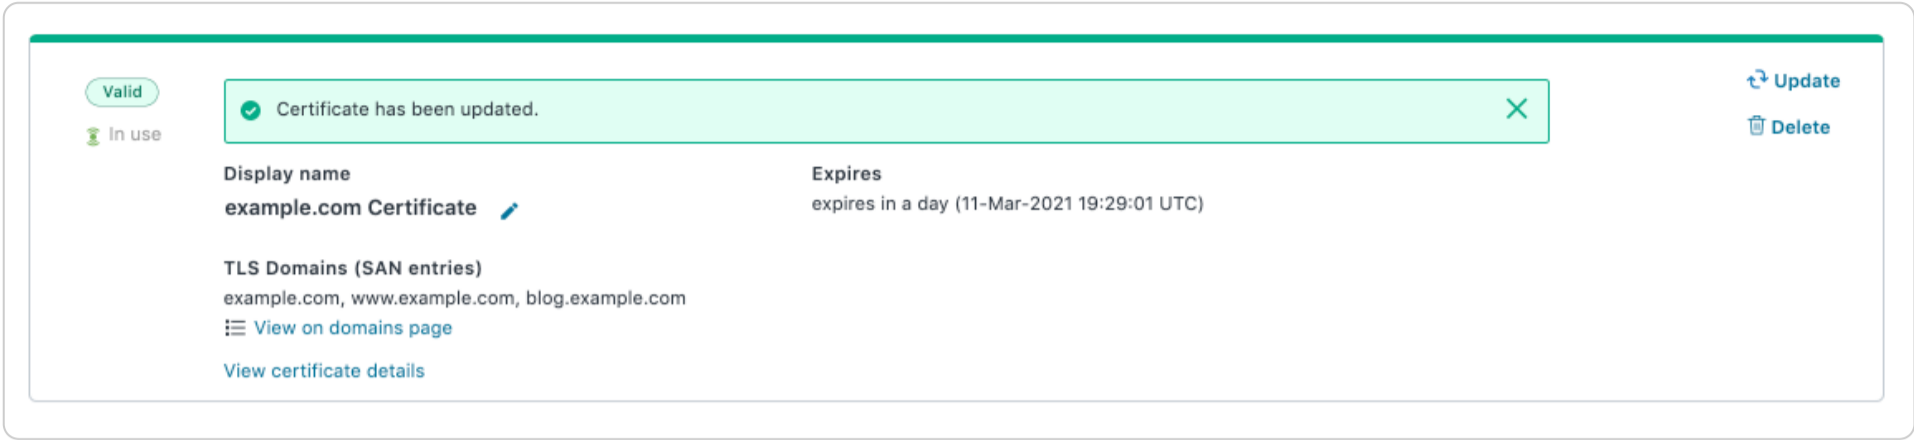 Valid
In use
Certificate has been updated.
Update
Delete
Display name
example.com Certificate
Expires
expires in a day (11-Mar-2021 19:29:01 UTC)
TLS Domains (SAN entries)
example.com, www.example.com, blog.example.com
View on domains page
View certificate details